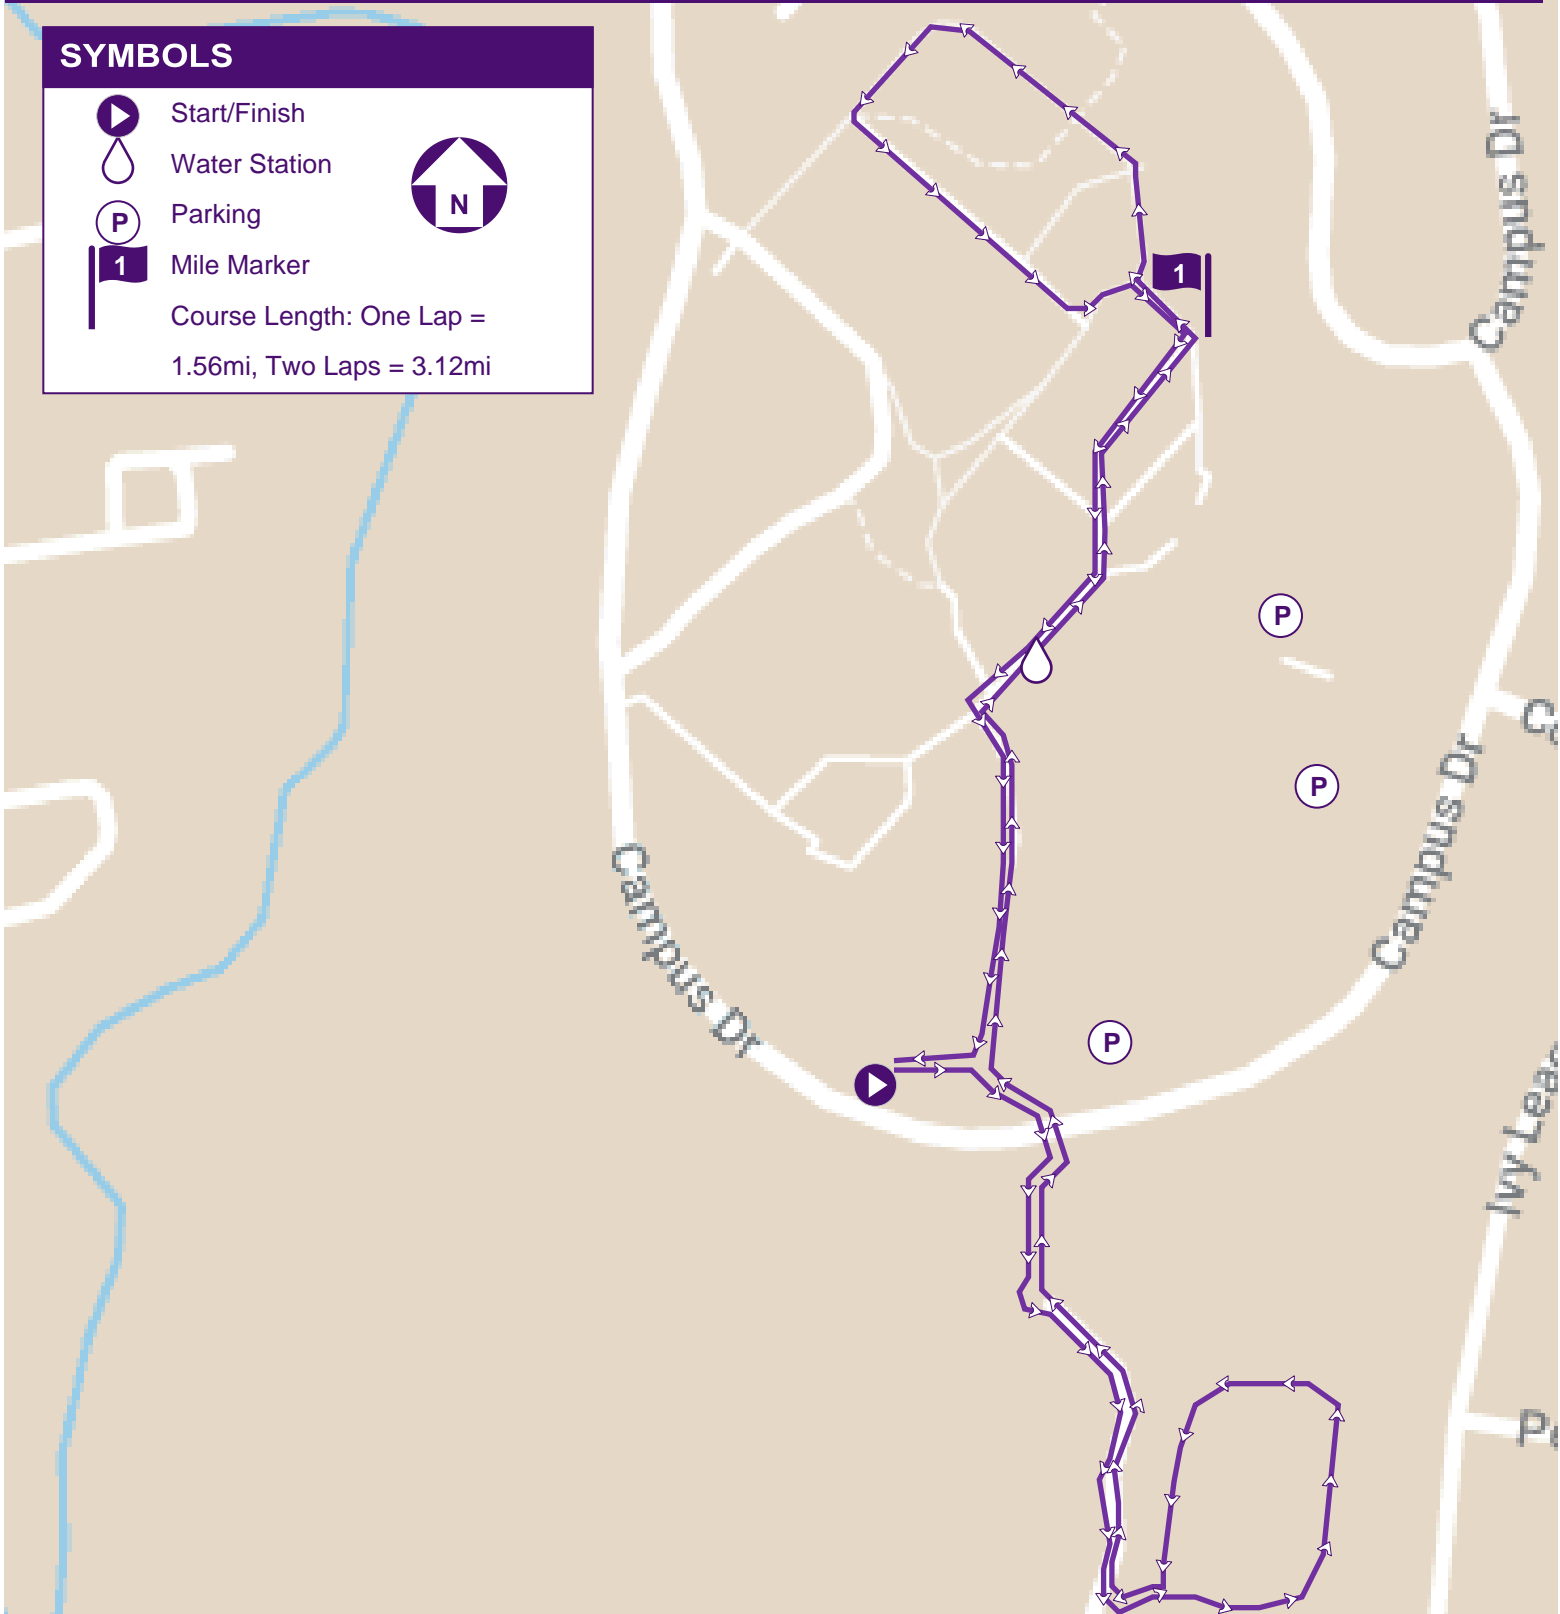 SYMBOLS
Start/Finish
Water Station
P
Parking
N
1
Mile Marker
Course Length: One Lap =
1.56mi, Two Laps = 3.12mi
Campus Dr
1
P
P
Campus Dr
Campus Dr
P
Ivy